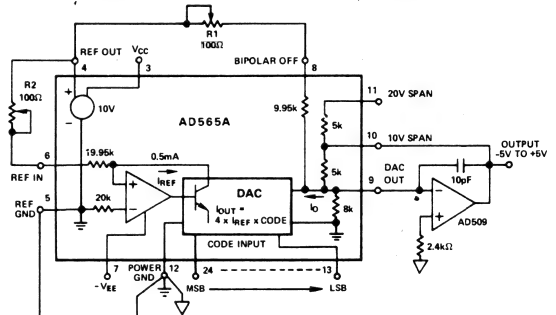 R1
100Ω
REF OUT
4
VCC
3
BIPOLAR OFF
8
R2
100Ω
+
10V
-
AD565A
9.95k
5k
11
20V SPAN
10
10V SPAN
5k
6
REF IN
19.95k
0.5mA
IREF
+
-
DAC
IOUT =
4 x IREF x CODE
IO
8k
9
DAC
OUT
10pF
OUTPUT
-5V TO +5V
-
+
AD509
2.4kΩ
5
REF
GND
20k
CODE INPUT
7
-VEE
POWER
GND
12
24
13
MSB
LSB